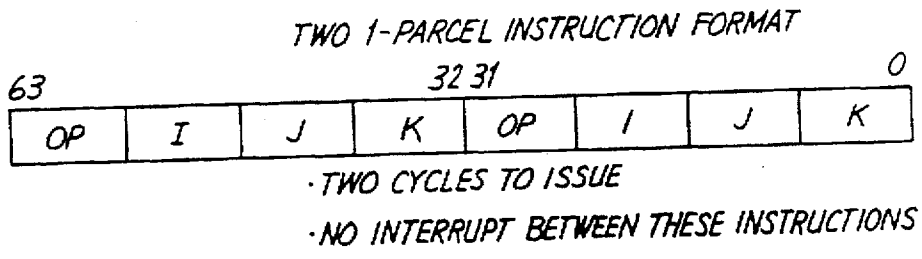 TWO 1-PARCEL INSTRUCTION FORMAT
63 32 31 0
OP I J K OP I J K
·TWO CYCLES TO ISSUE
·NO INTERRUPT BETWEEN THESE INSTRUCTIONS